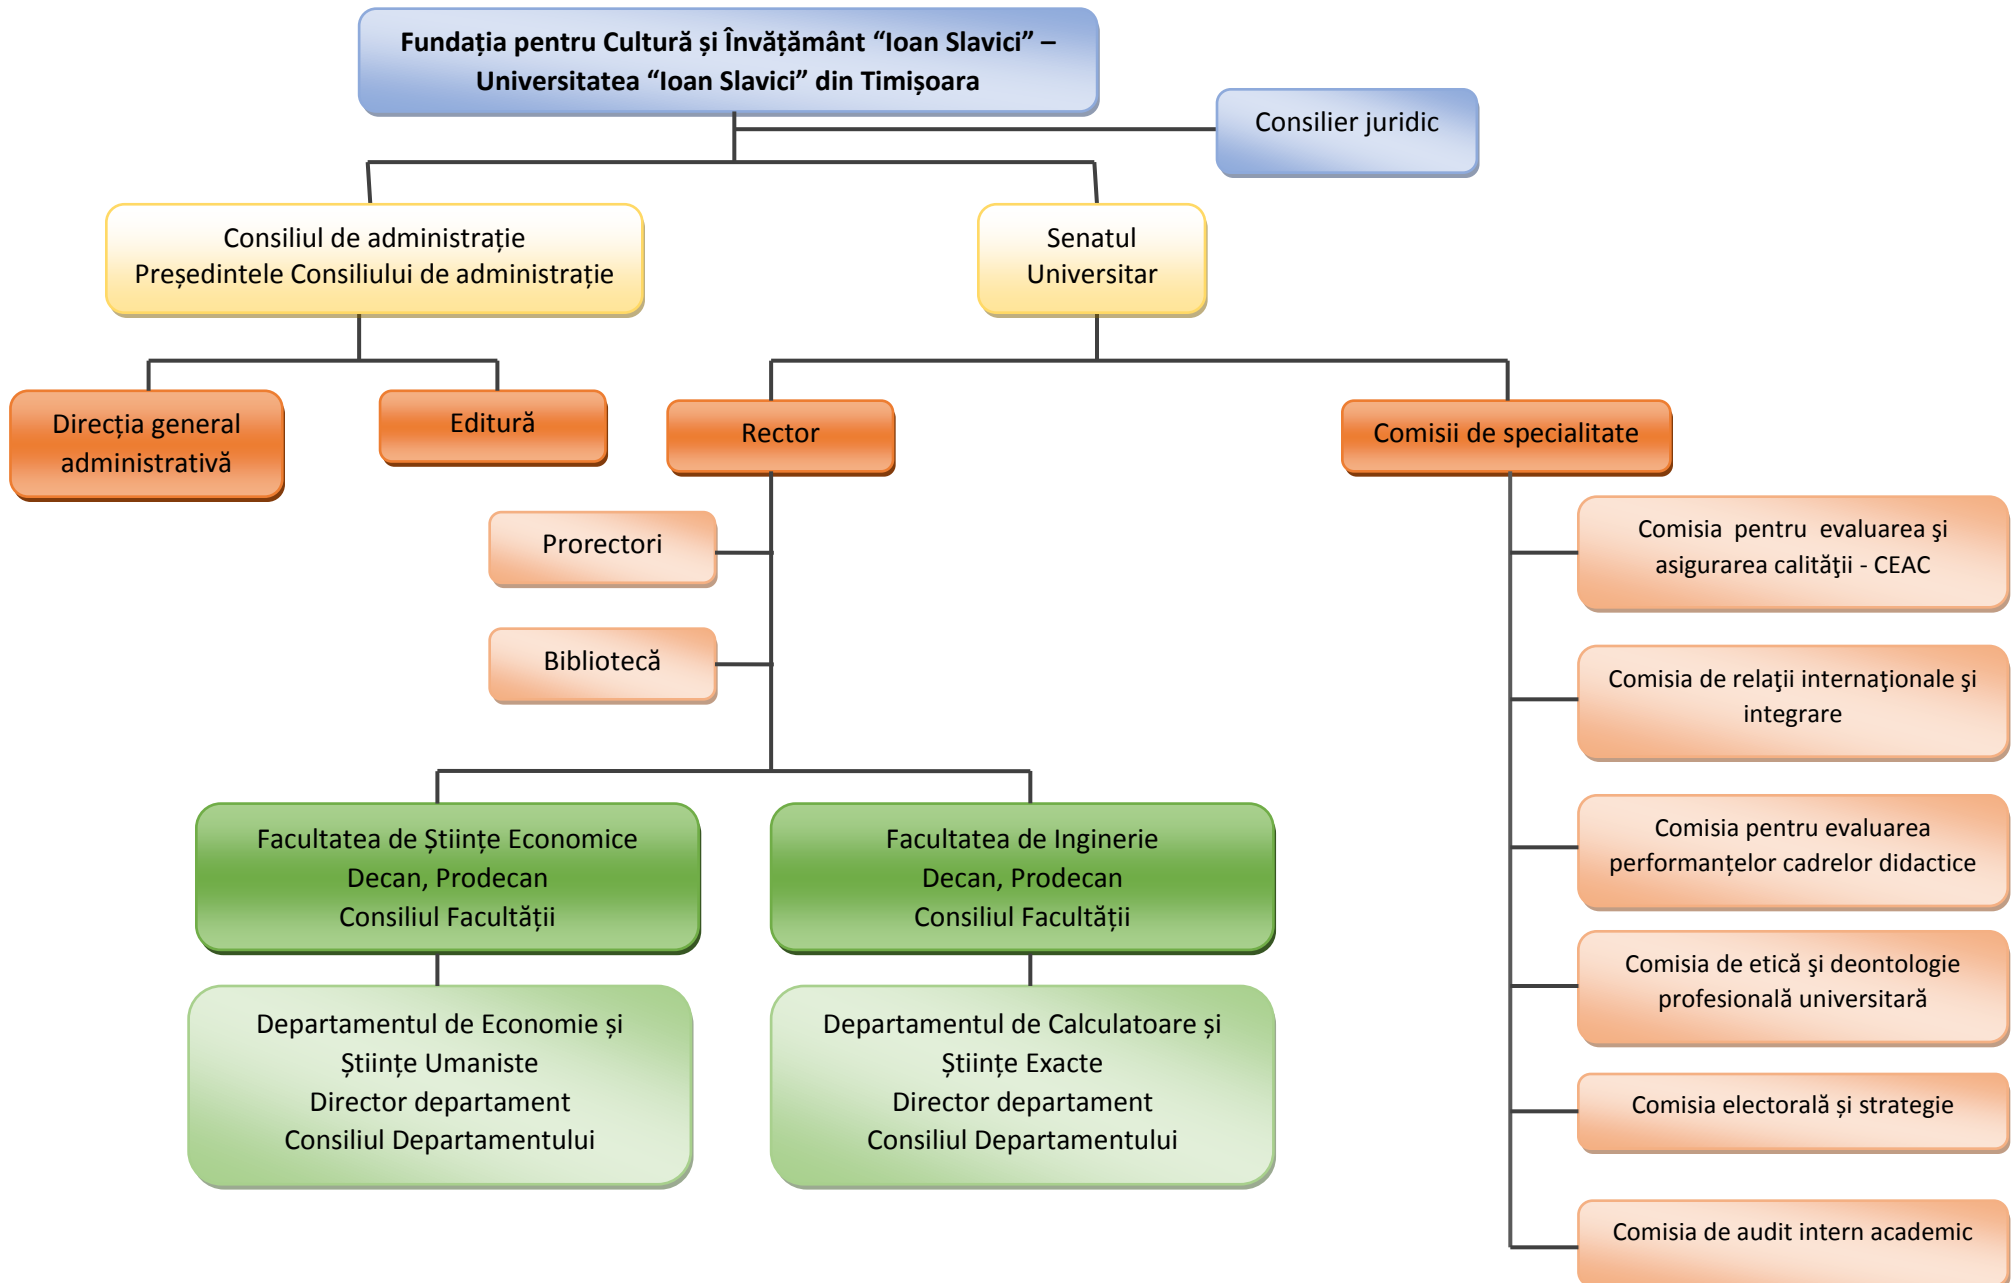 Fundația pentru Cultură și Învățământ “Ioan Slavici” –
Universitatea “Ioan Slavici” din Timișoara
Consilier juridic
Consiliul de administrație
Președintele Consiliului de administrație
Senatul
Universitar
Direcția general
administrativă
Editură
Rector
Comisii de specialitate
Prorectori
Bibliotecă
Comisia  pentru  evaluarea şi
asigurarea calităţii - CEAC
Comisia de relaţii internaţionale şi
integrare
Comisia pentru evaluarea
performanțelor cadrelor didactice
Comisia de etică şi deontologie
profesională universitară
Comisia electorală și strategie
Comisia de audit intern academic
Facultatea de Științe Economice
Decan, Prodecan
Consiliul Facultății
Facultatea de Inginerie
Decan, Prodecan
Consiliul Facultății
Departamentul de Economie și
Științe Umaniste
Director departament
Consiliul Departamentului
Departamentul de Calculatoare și
Științe Exacte
Director departament
Consiliul Departamentului